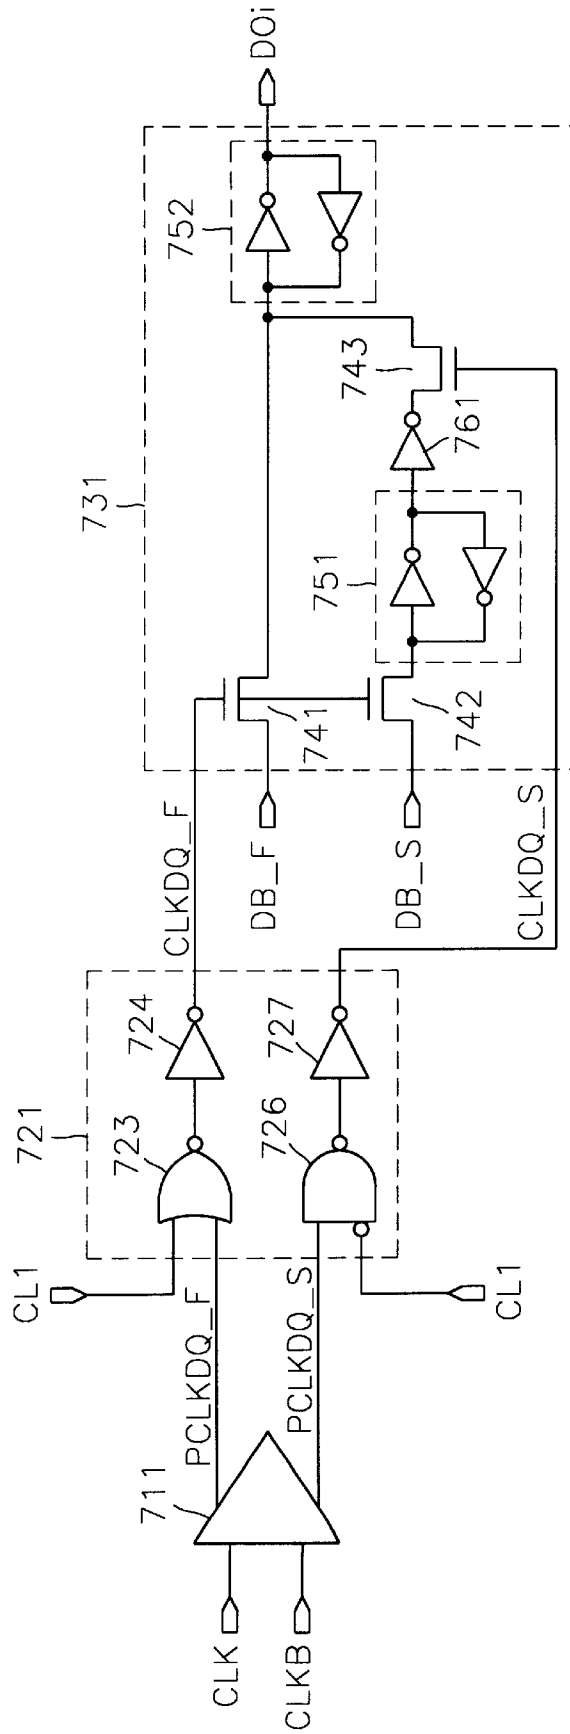 CLK
CLKB
711
PCLKDQ_F
PCLKDQ_S
CL1
CL1
721
723
724
726
727
CLKDQ_F
CLKDQ_S
DB_F
DB_S
731
741
742
751
761
743
752
DOi